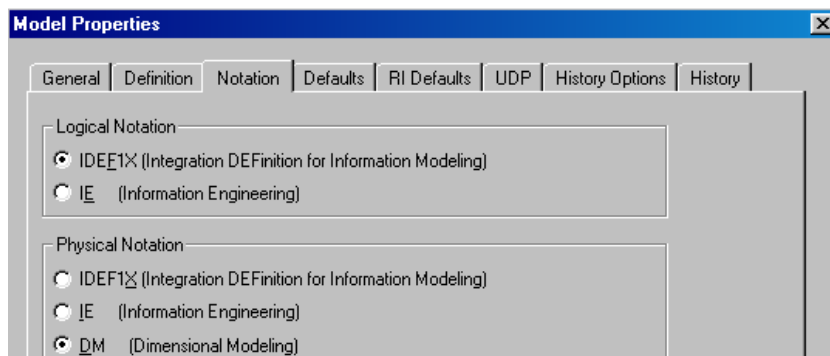 Model Properties
General Definition Notation Defaults RI Defaults UDP History Options History
Logical Notation
IDEF1X (Integration DEFinition for Information Modeling)
IE (Information Engineering)
Physical Notation
IDEF1X (Integration DEFinition for Information Modeling)
IE (Information Engineering)
DM (Dimensional Modeling)